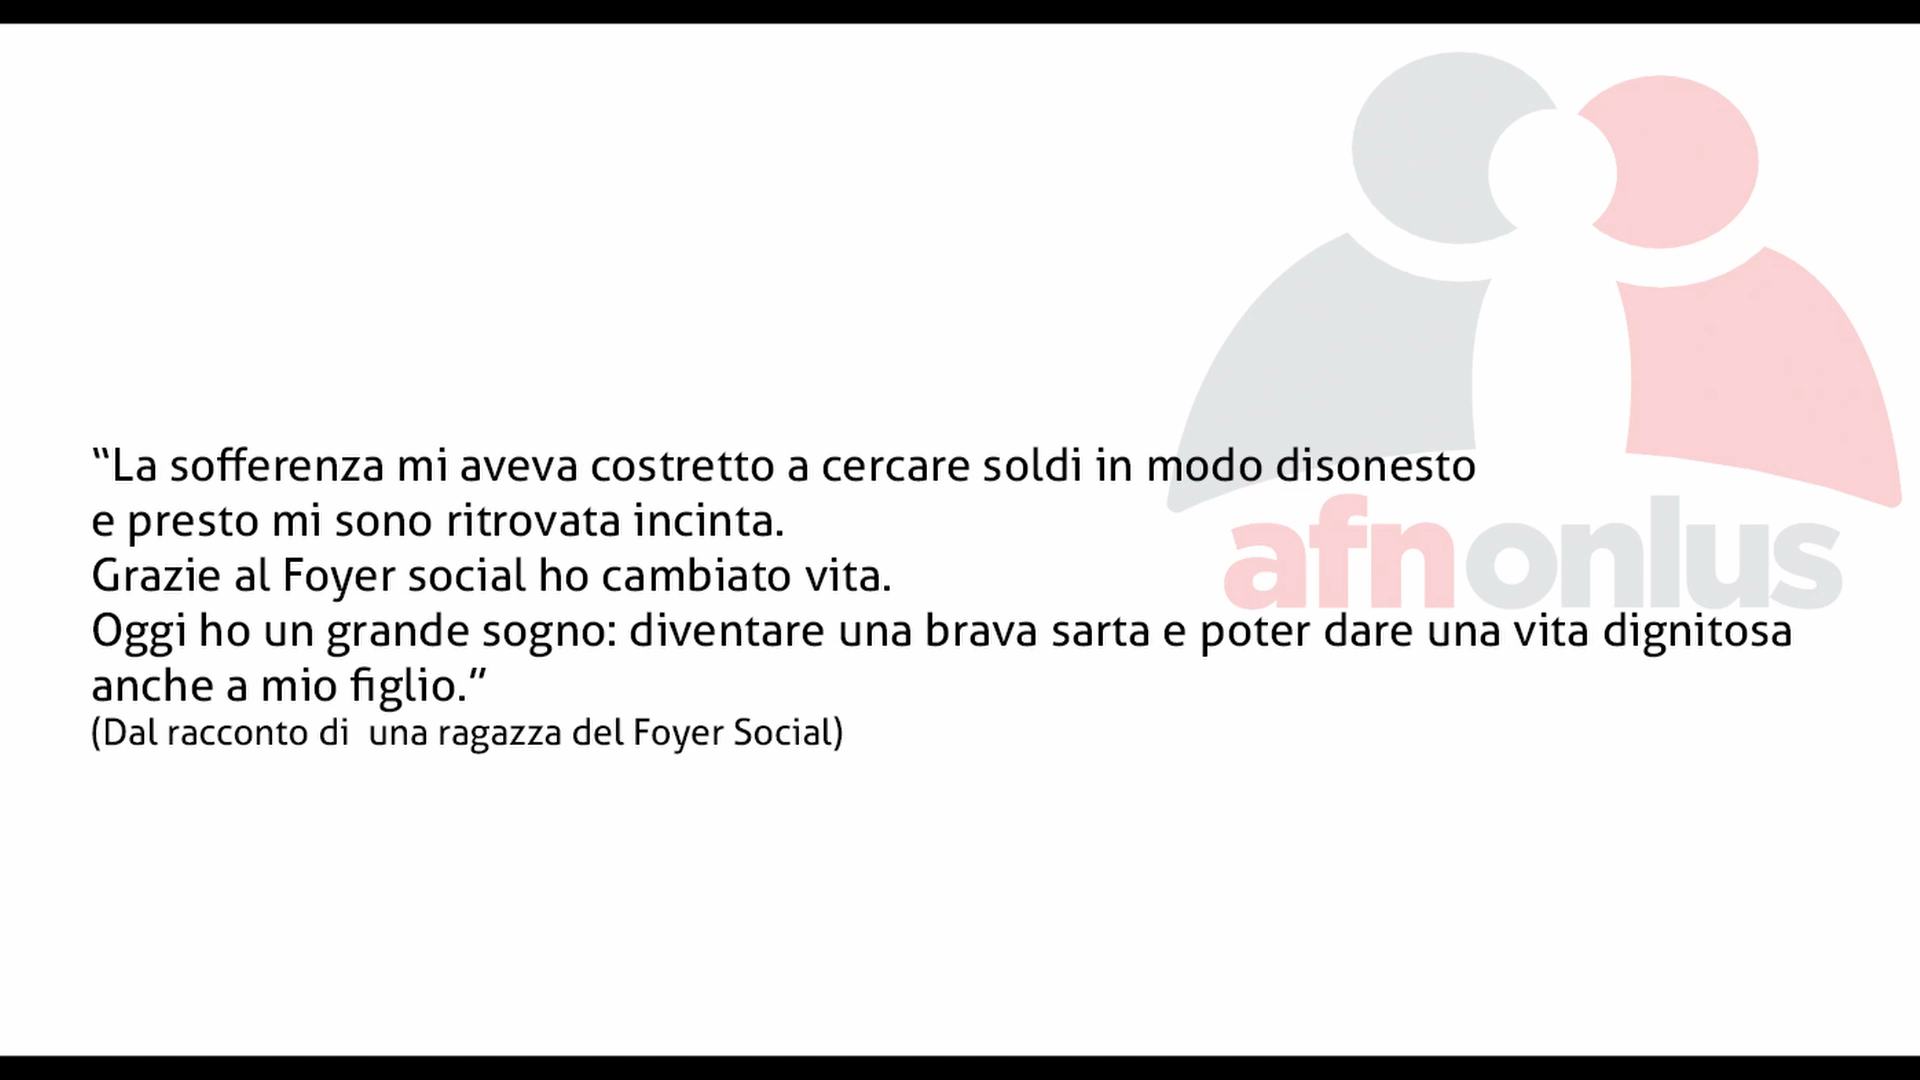 “La sofferenza mi aveva costretto a cercare soldi in modo disonesto
e presto mi sono ritrovata incinta.
Grazie al Foyer social ho cambiato vita.
Oggi ho un grande sogno: diventare una brava sarta e poter dare una vita dignitosa
anche a mio figlio.”
(Dal racconto di  una ragazza del Foyer Social)
afnonlus